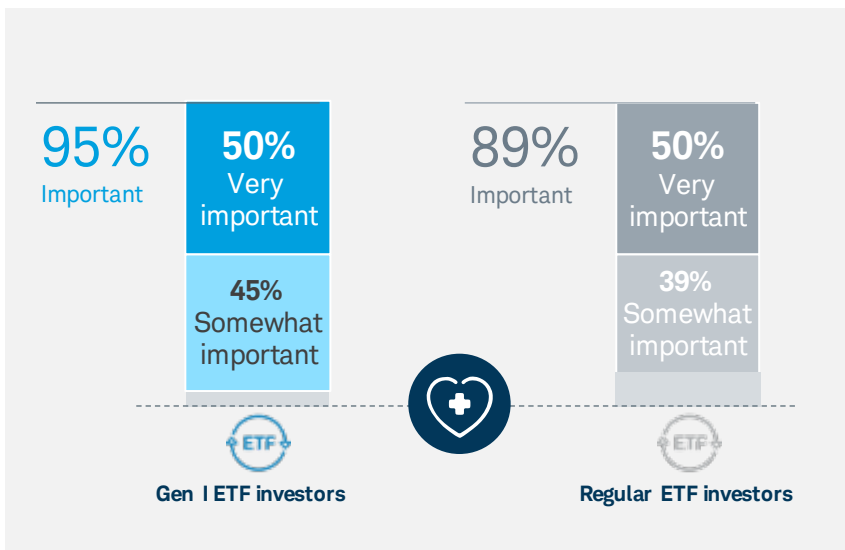 95%
Important
50%
Very
important
45%
Somewhat
important
ETF
Gen I ETF investors
89%
Important
50%
Very
important
39%
Somewhat
important
ETF
Regular ETF investors